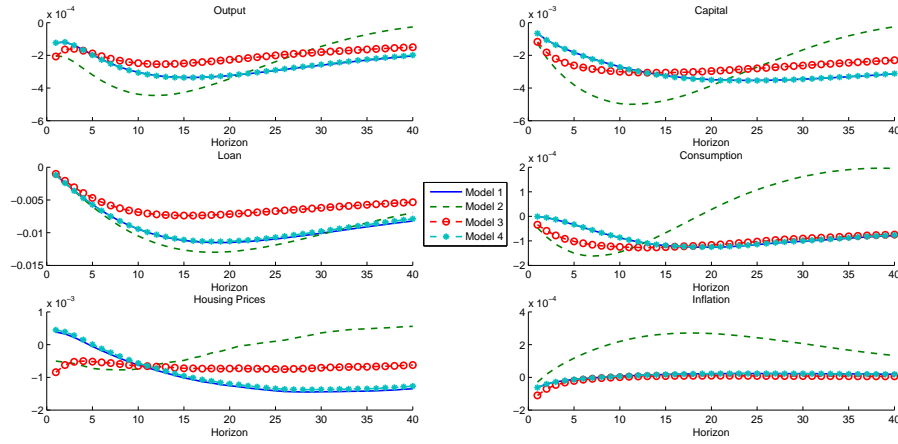 Output
x 10⁻⁴
0
−2
−4
−6
0 5 10 15 20 25 30 35 40
Horizon
Capital
x 10⁻³
0
−2
−4
−6
0 5 10 15 20 25 30 35 40
Horizon
Loan
0
−0.005
−0.01
−0.015
0 5 10 15 20 25 30 35 40
Horizon
Model 1
Model 2
Model 3
Model 4
Consumption
x 10⁻⁴
2
1
0
−1
−2
0 5 10 15 20 25 30 35 40
Horizon
Housing Prices
x 10⁻³
1
0
−1
−2
0 5 10 15 20 25 30 35 40
Horizon
Inflation
x 10⁻⁴
4
2
0
−2
0 5 10 15 20 25 30 35 40
Horizon